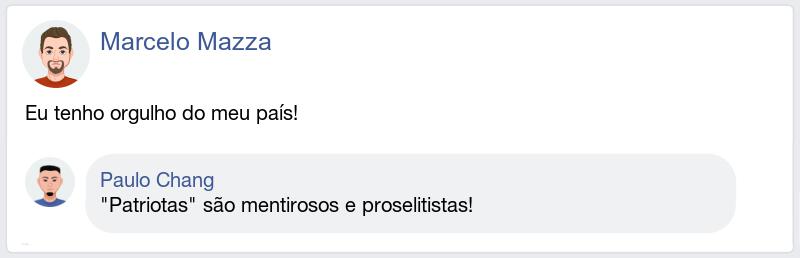 Marcelo Mazza
Eu tenho orgulho do meu país!
Paulo Chang
"Patriotas" são mentirosos e proselitistas!